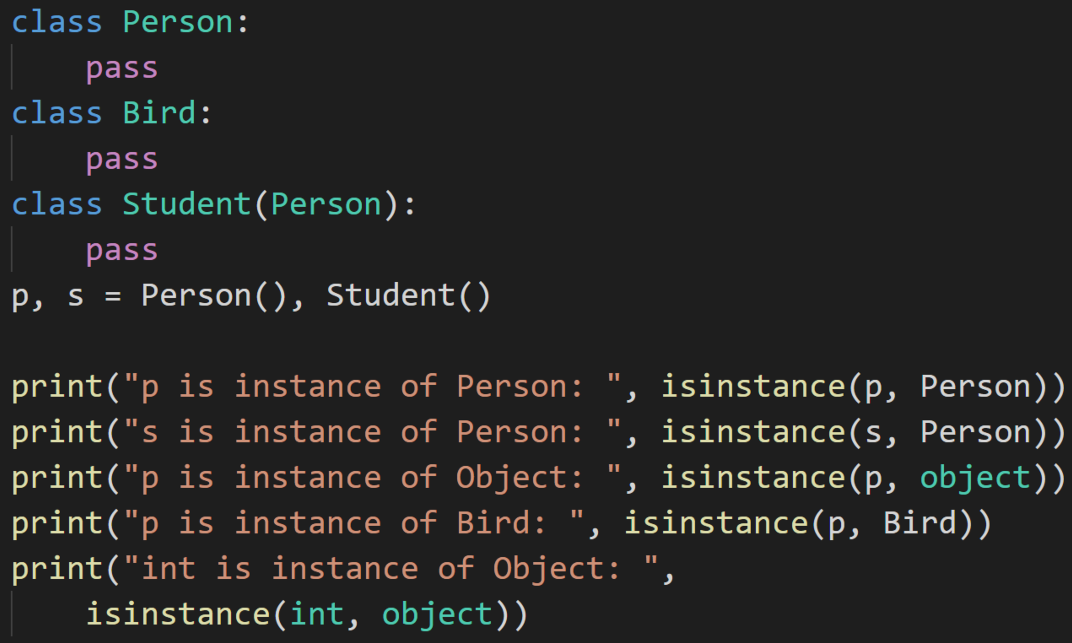 class Person:
    pass
class Bird:
    pass
class Student(Person):
    pass
p, s = Person(), Student()

print("p is instance of Person: ", isinstance(p, Person))
print("s is instance of Person: ", isinstance(s, Person))
print("p is instance of Object: ", isinstance(p, object))
print("p is instance of Bird: ", isinstance(p, Bird))
print("int is instance of Object: ",
    isinstance(int, object))